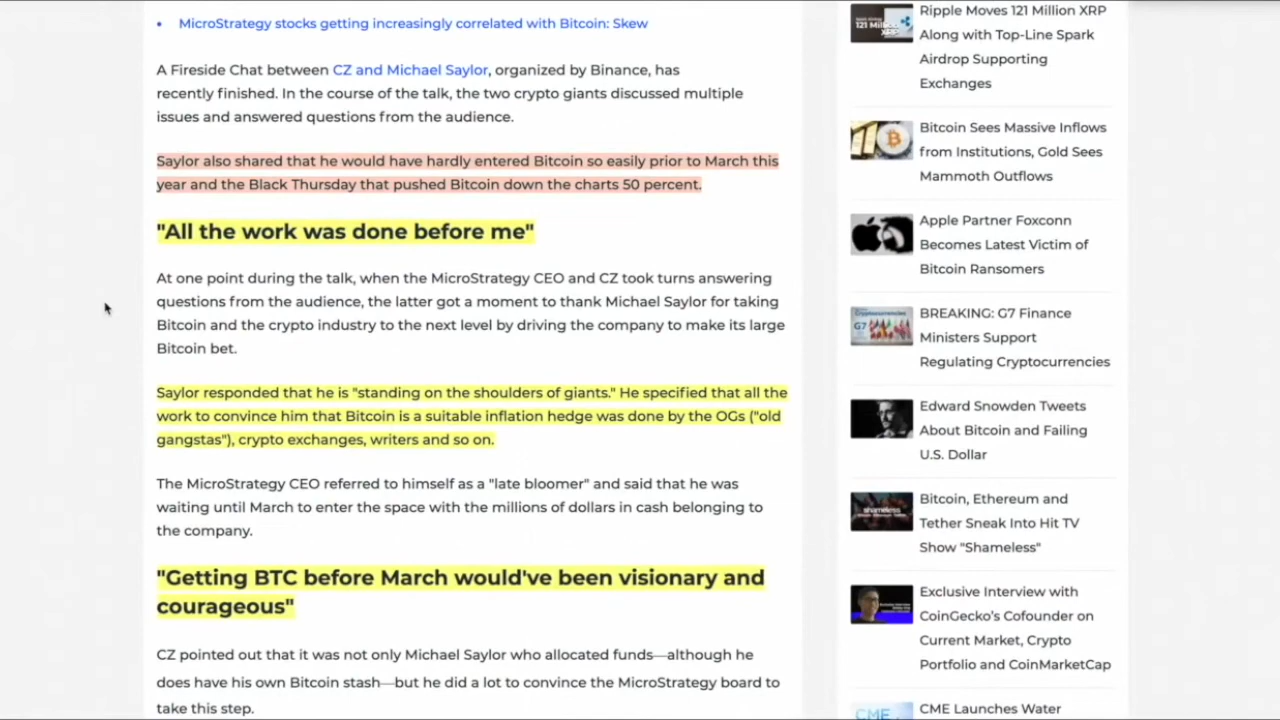 • MicroStrategy stocks getting increasingly correlated with Bitcoin: Skew
A Fireside Chat between CZ and Michael Saylor, organized by Binance, has
recently finished. In the course of the talk, the two crypto giants discussed multiple
issues and answered questions from the audience.
Saylor also shared that he would have hardly entered Bitcoin so easily prior to March this
year and the Black Thursday that pushed Bitcoin down the charts 50 percent.
"All the work was done before me"
At one point during the talk, when the MicroStrategy CEO and CZ took turns answering
questions from the audience, the latter got a moment to thank Michael Saylor for taking
Bitcoin and the crypto industry to the next level by driving the company to make its large
Bitcoin bet.
Saylor responded that he is "standing on the shoulders of giants." He specified that all the
work to convince him that Bitcoin is a suitable inflation hedge was done by the OGs ("old
gangstas"), crypto exchanges, writers and so on.
The MicroStrategy CEO referred to himself as a "late bloomer" and said that he was
waiting until March to enter the space with the millions of dollars in cash belonging to
the company.
"Getting BTC before March would've been visionary and
courageous"
CZ pointed out that it was not only Michael Saylor who allocated funds—although he
does have his own Bitcoin stash—but he did a lot to convince the MicroStrategy board to
take this step.
Ripple Moves 121 Million XRP
Along with Top-Line Spark
Airdrop Supporting
Exchanges
Bitcoin Sees Massive Inflows
from Institutions, Gold Sees
Mammoth Outflows
Apple Partner Foxconn
Becomes Latest Victim of
Bitcoin Ransomers
BREAKING: G7 Finance
Ministers Support
Regulating Cryptocurrencies
Edward Snowden Tweets
About Bitcoin and Failing
U.S. Dollar
shameless
Bitcoin, Ethereum and
Tether Sneak Into Hit TV
Show "Shameless"
Exclusive Interview with
CoinGecko's Cofounder on
Current Market, Crypto
Portfolio and CoinMarketCap
CME
CME Launches Water